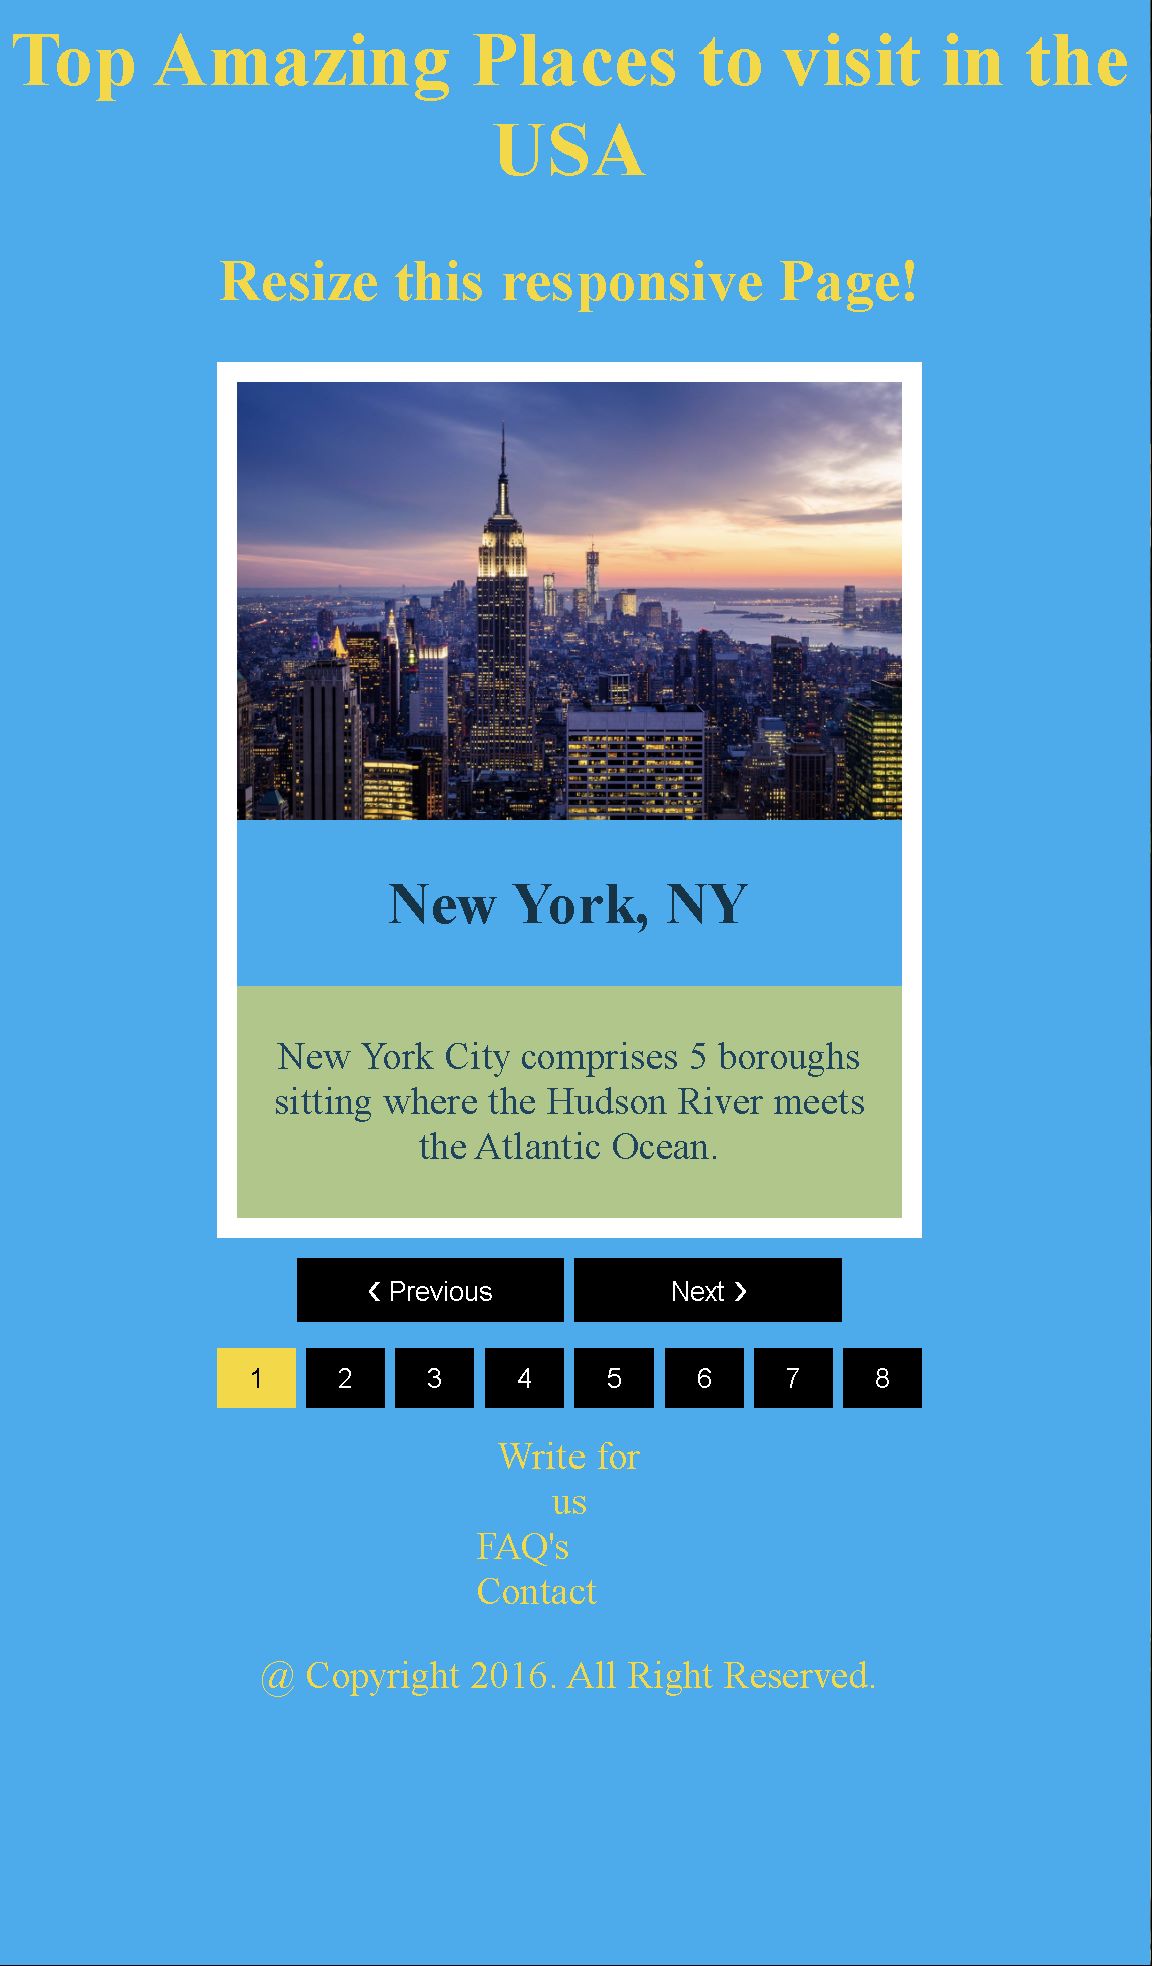 Top Amazing Places to visit in the
USA
Resize this responsive Page!
New York, NY
New York City comprises 5 boroughs
sitting where the Hudson River meets
the Atlantic Ocean.
❮ Previous Next ❯
1 2 3 4 5 6 7 8
Write for
us
FAQ's
Contact
@ Copyright 2016. All Right Reserved.